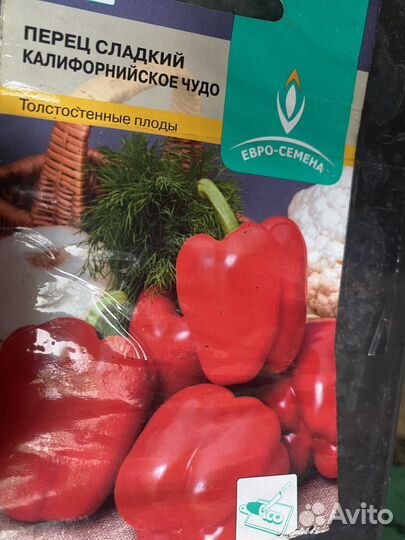 ПЕРЕЦ СЛАДКИЙ
КАЛИФОРНИЙСКОЕ ЧУДО
Толстостенные плоды
ЕВРО-СЕМЕНА
Avito